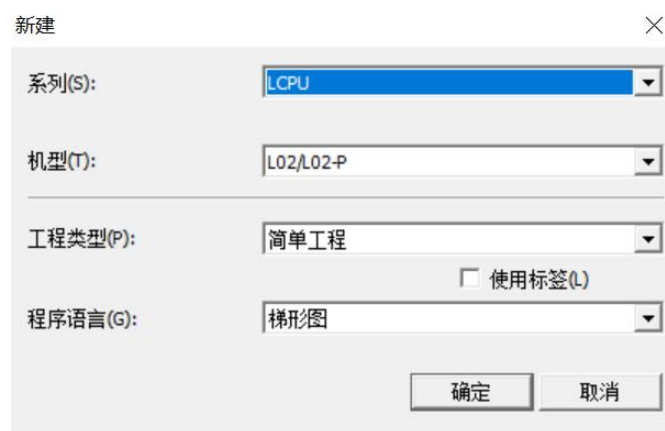 新建
系列(S): LCPU
机型(T): L02/L02-P
工程类型(P): 简单工程
使用标签(L)
程序语言(G): 梯形图
确定 取消